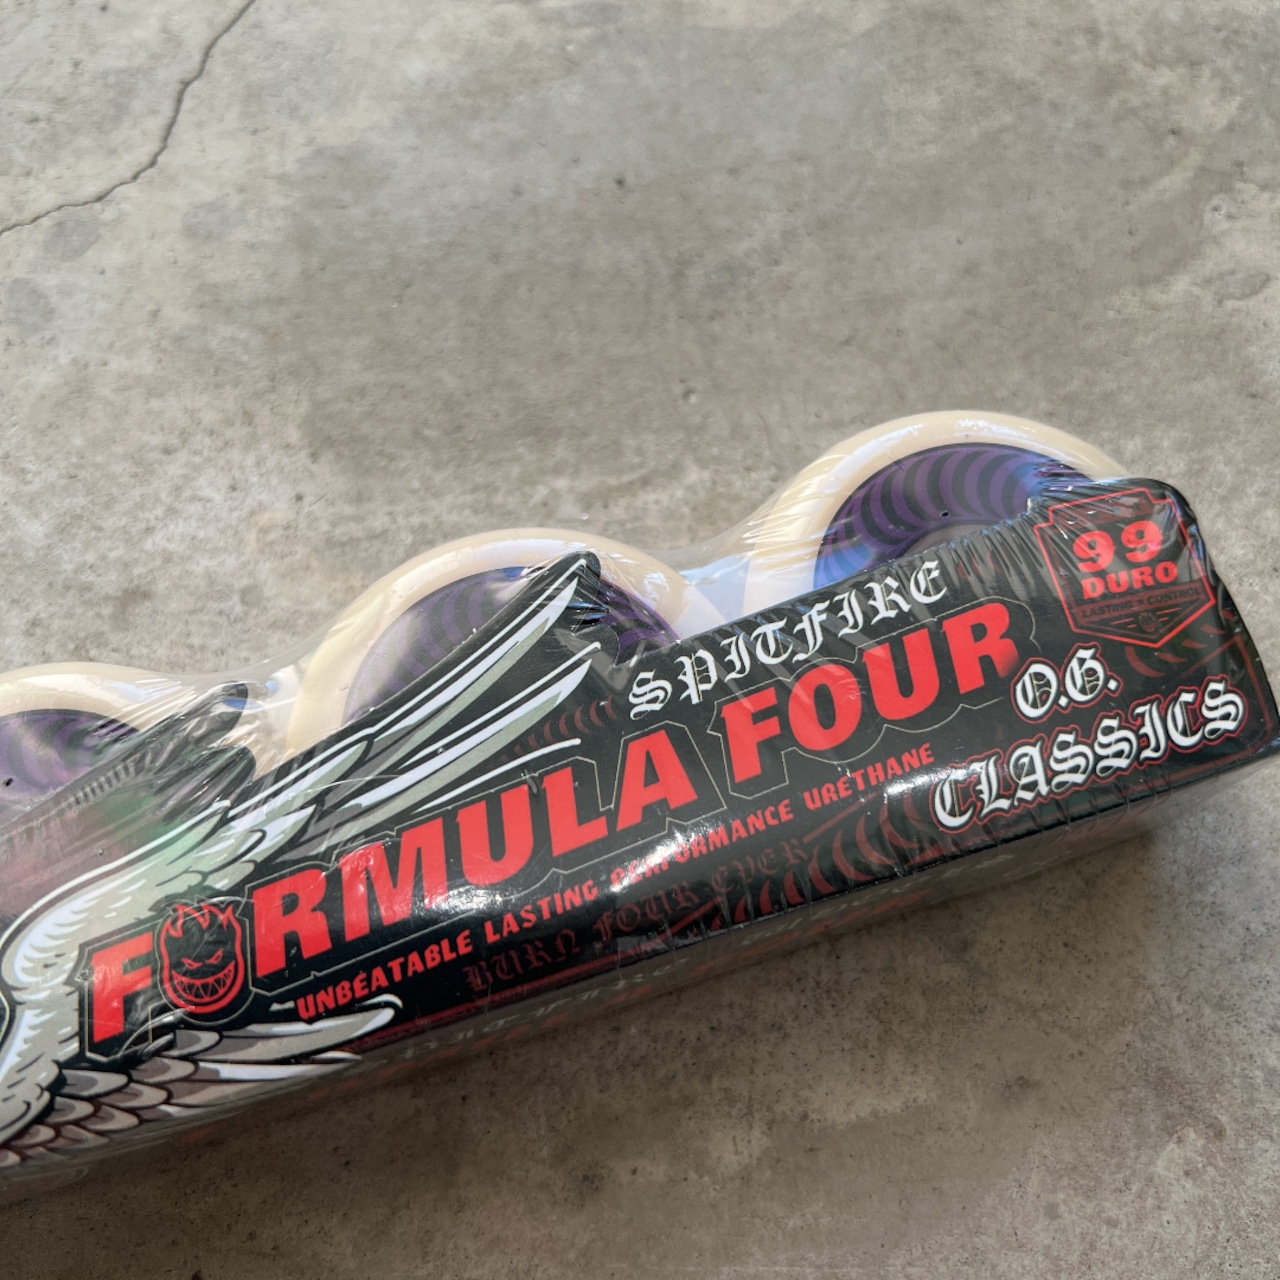 99
DURO
LASTING CONTROL
SPITFIRE
FORMULA FOUR
O.G.
CLASSICS
UNBEATABLE LASTING PERFORMANCE URETHANE
BURN FOUR EVER